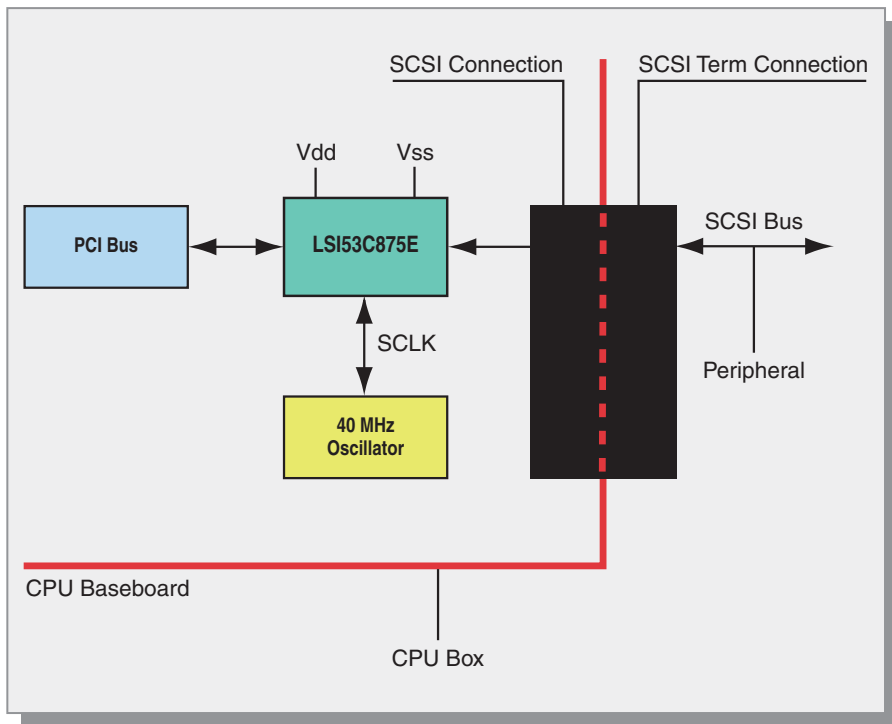 SCSI Connection
SCSI Term Connection
Vdd
Vss
PCI Bus
LSI53C875E
SCSI Bus
SCLK
Peripheral
40 MHz
Oscillator
CPU Baseboard
CPU Box